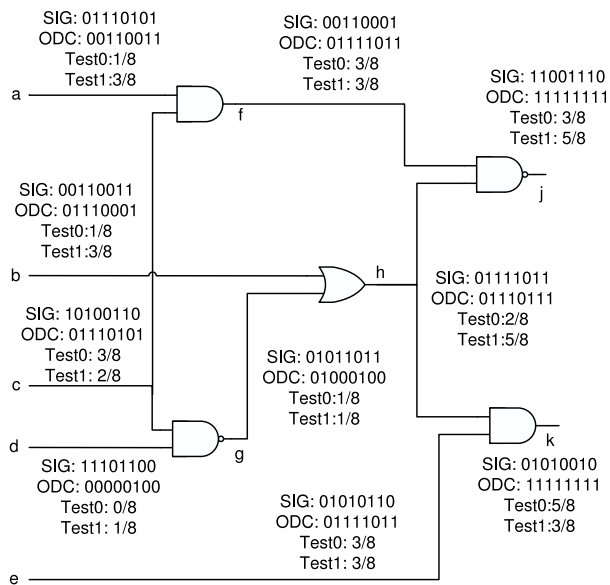 SIG: 01110101
ODC: 00110011
Test0:1/8
Test1:3/8
a
f
SIG: 00110001
ODC: 01111011
Test0: 3/8
Test1: 3/8
SIG: 11001110
ODC: 11111111
Test0: 3/8
Test1: 5/8
j
SIG: 00110011
ODC: 01110001
Test0:1/8
Test1:3/8
b
h
SIG: 10100110
ODC: 01110101
Test0: 3/8
Test1: 2/8
c
SIG: 01111011
ODC: 01110111
Test0:2/8
Test1:5/8
SIG: 01011011
ODC: 01000100
Test0:1/8
Test1:1/8
d
g
k
SIG: 11101100
ODC: 00000100
Test0: 0/8
Test1: 1/8
SIG: 01010110
ODC: 01111011
Test0: 3/8
Test1: 3/8
SIG: 01010010
ODC: 11111111
Test0:5/8
Test1:3/8
e